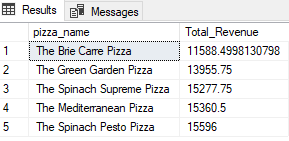 Results Messages
pizza_name Total_Revenue
1 The Brie Carre Pizza 11588.4998130798
2 The Green Garden Pizza 13955.75
3 The Spinach Supreme Pizza 15277.75
4 The Mediterranean Pizza 15360.5
5 The Spinach Pesto Pizza 15596